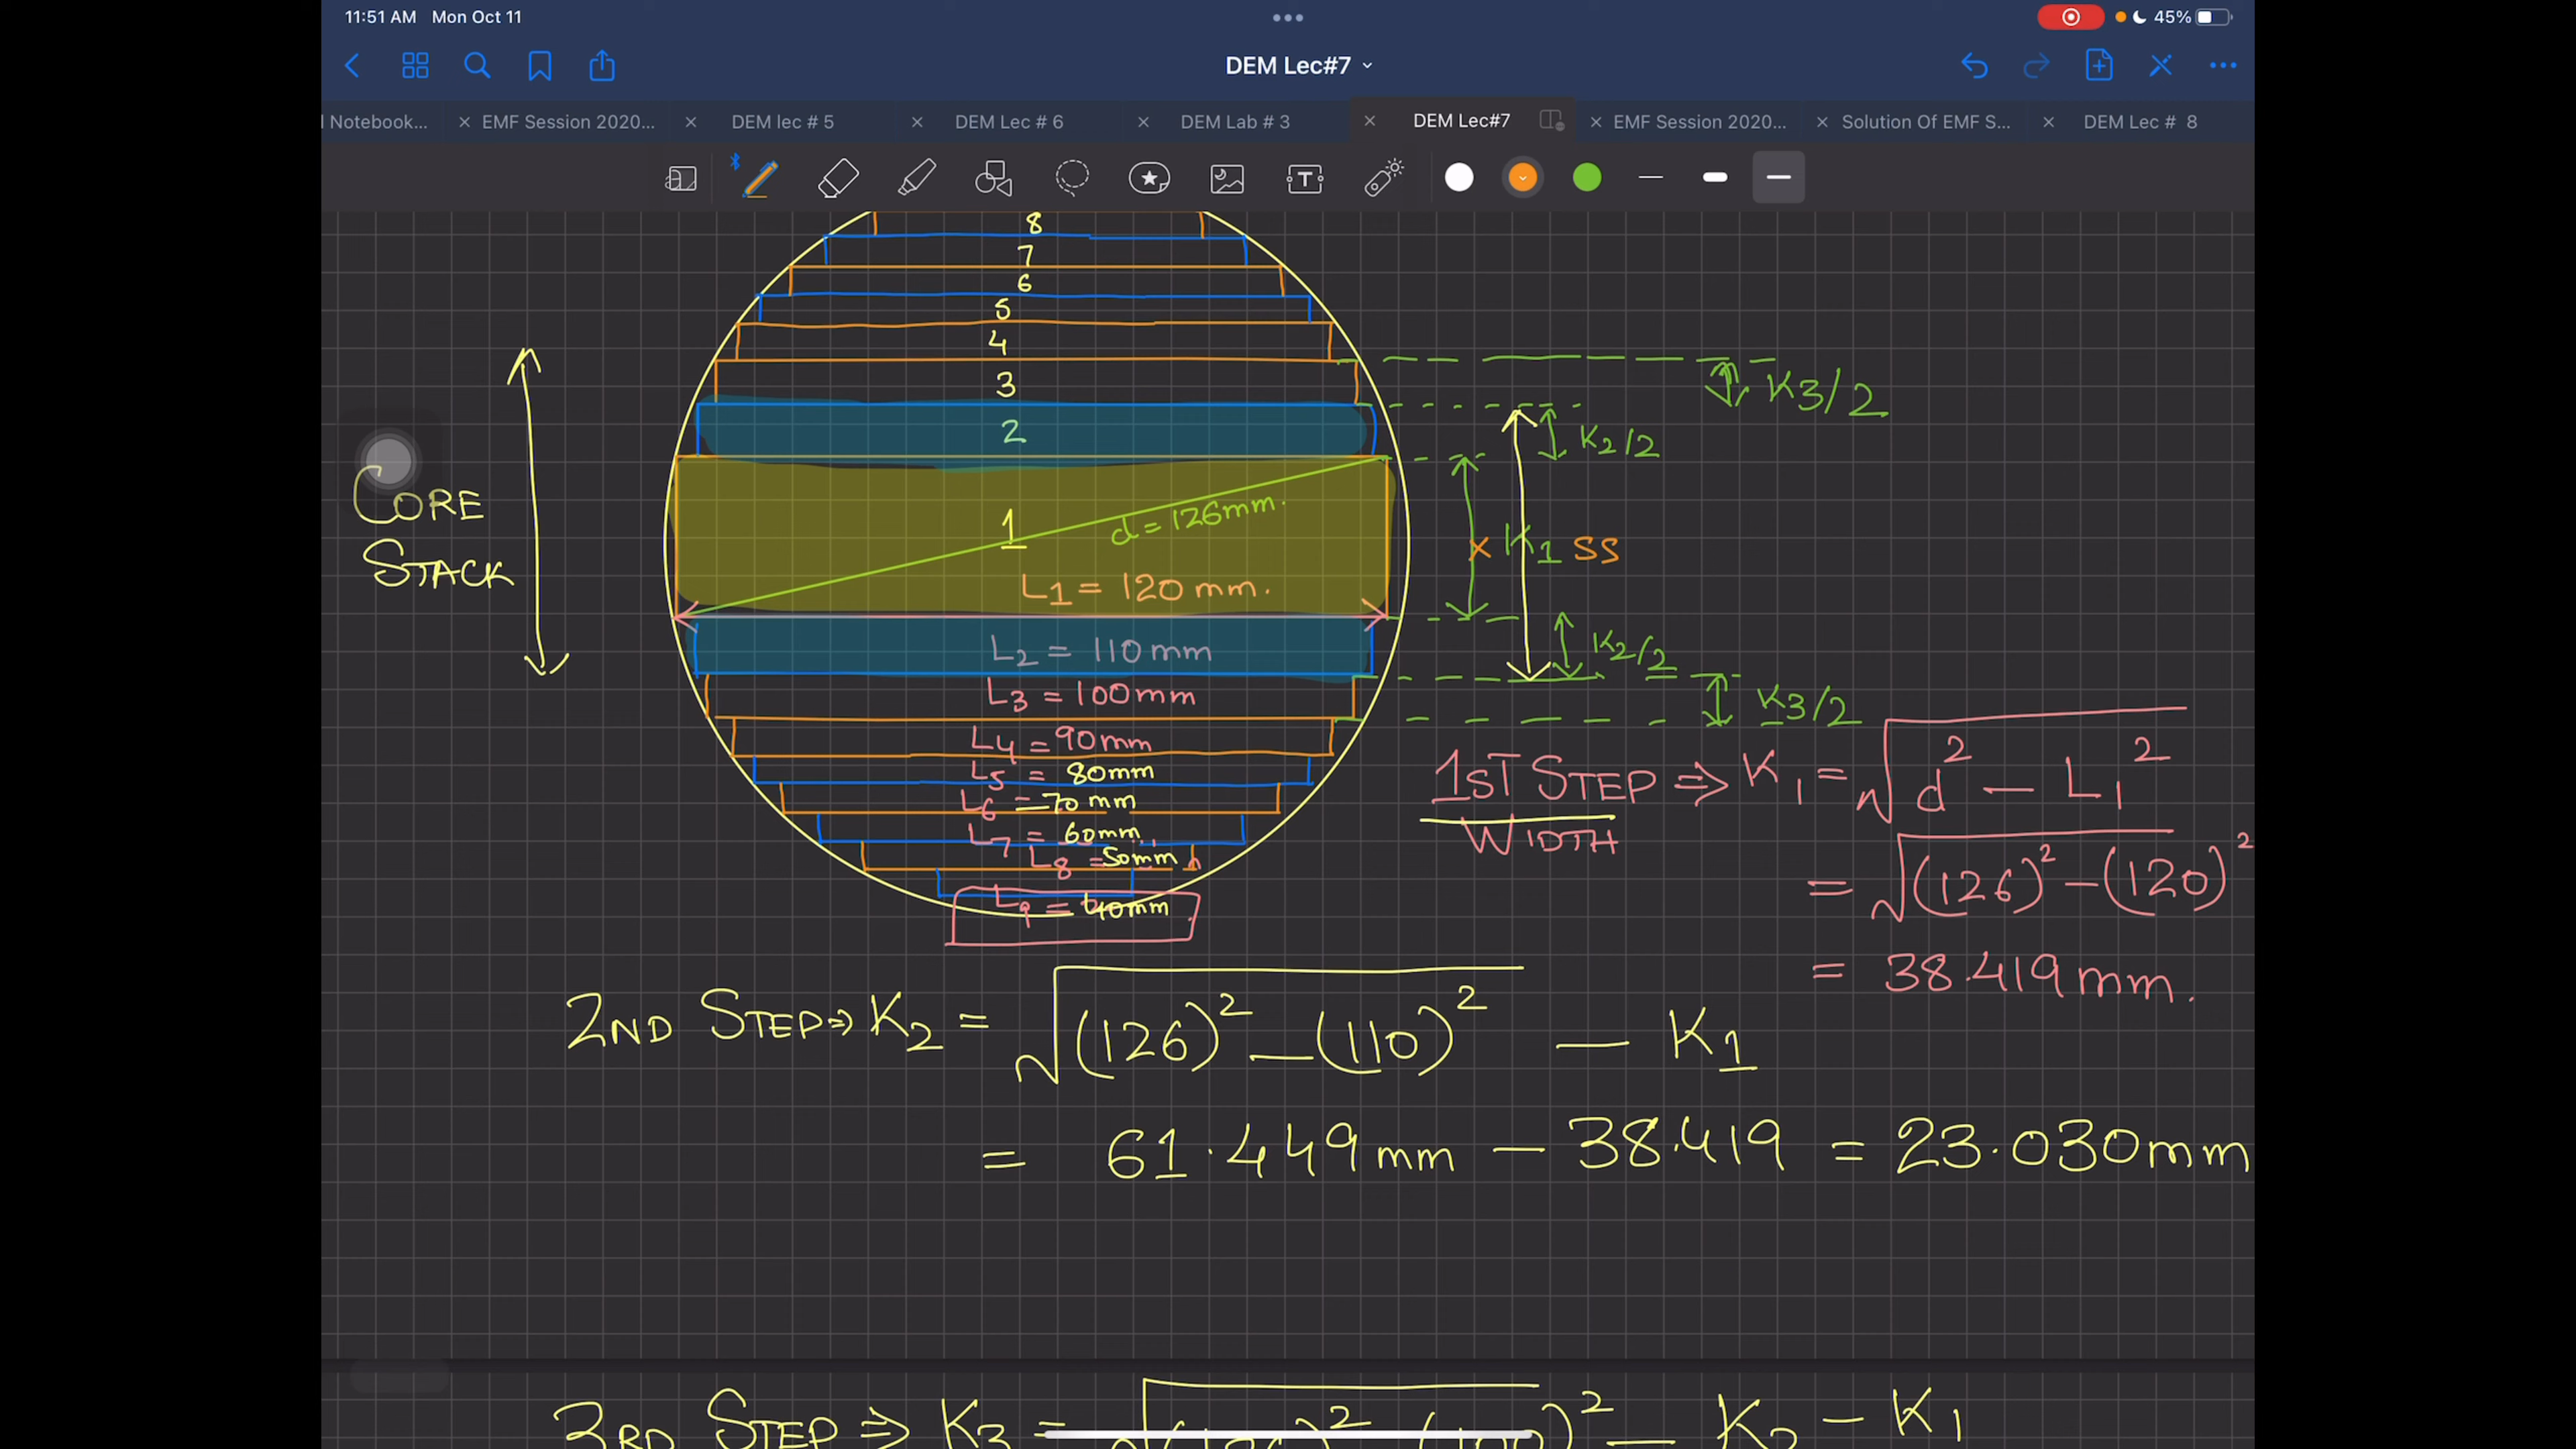 11:51 AM Mon Oct 11
45%
DEM Lec#7
l Notebook... EMF Session 2020... DEM lec # 5 DEM Lec # 6 DEM Lab # 3 DEM Lec#7 EMF Session 2020... Solution Of EMF S... DEM Lec # 8
8
7
6
5
4
3
K3/2
2
K2/2
CORE
STACK
1
d = 126mm.
x K1 SS
L1 = 120 mm.
L2 = 110 mm
K2/2
L3 = 100mm
K3/2
L4 = 90mm
L5 = 80mm
L6 = 70 mm
L7 = 60mm
L8 = 50mm
L9 = 40mm
1ST STEP ⇒ K1 = √d² − L1²
WIDTH
= √(126)² − (120)²
= 38.419 mm.
2ND STEP ⇒ K2 = √(126)² − (110)² − K1
= 61.449 mm − 38.419 = 23.030mm
3RD STEP ⇒ K3 = √ ² − ² − K2 − K1